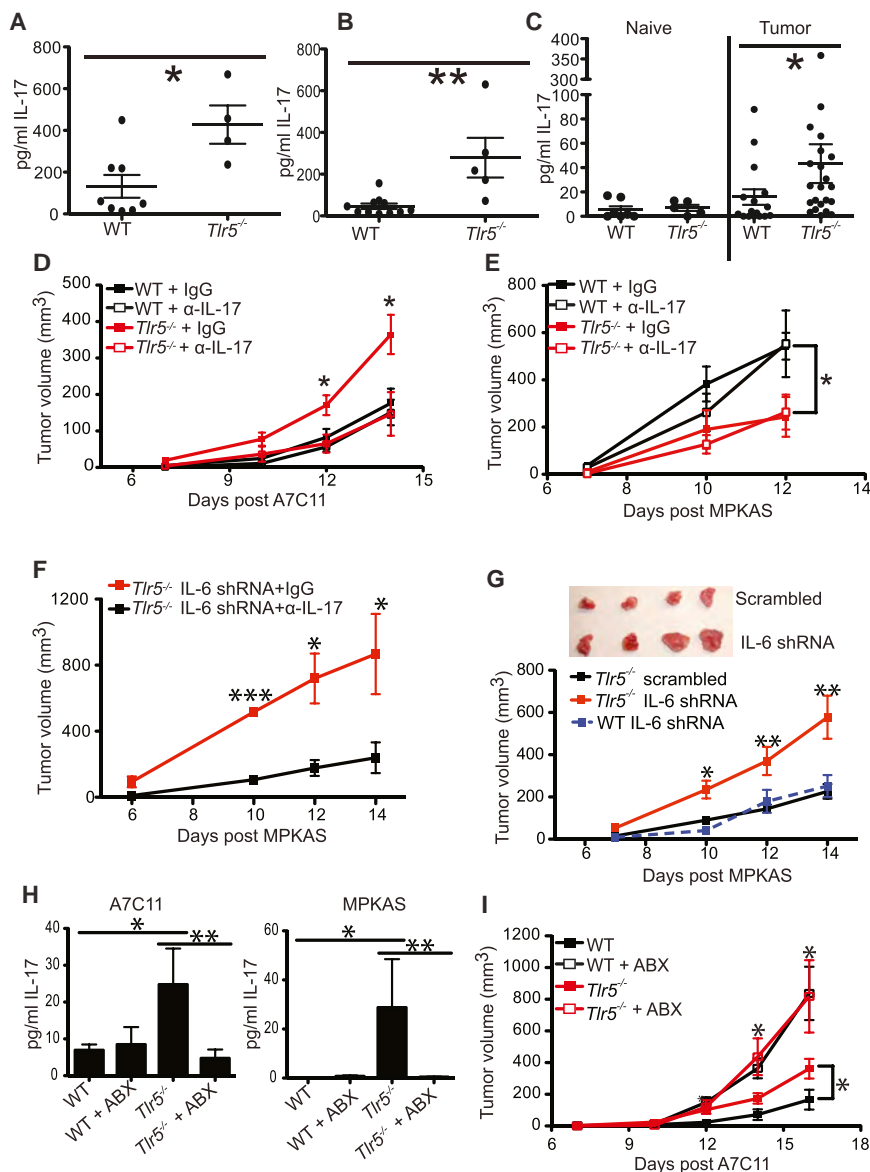 A
800
600
400
200
0
pg/ml IL-17
*
WT
Tlr5-/-
B
800
600
400
200
0
pg/ml IL-17
**
WT
Tlr5-/-
C
Naive
Tumor
400
350
300
250
200
150
100
80
60
40
20
0
pg/ml IL-17
*
WT
Tlr5-/-
WT
Tlr5-/-
D
WT + IgG
WT + α-IL-17
Tlr5-/- + IgG
Tlr5-/- + α-IL-17
500
400
300
200
100
0
Tumor volume (mm3)
*
*
6
9
12
15
Days post A7C11
E
WT + IgG
WT + α-IL-17
Tlr5-/- + IgG
Tlr5-/- + α-IL-17
800
600
400
200
0
Tumor volume (mm3)
*
6
8
10
12
14
Days post MPKAS
F
Tlr5-/- IL-6 shRNA+IgG
Tlr5-/- IL-6 shRNA+α-IL-17
1200
800
400
0
Tumor volume (mm3)
***
*
*
6
8
10
12
14
Days post MPKAS
G
Scrambled
IL-6 shRNA
Tlr5-/- scrambled
Tlr5-/- IL-6 shRNA
WT IL-6 shRNA
800
600
400
200
0
Tumor volume (mm3)
*
**
**
6
8
10
12
14
Days post MPKAS
H
A7C11
40
30
20
10
0
pg/ml IL-17
*
**
WT
WT + ABX
Tlr5-/-
Tlr5-/- + ABX
MPKAS
60
40
20
0
pg/ml IL-17
*
**
WT
WT + ABX
Tlr5-/-
Tlr5-/- + ABX
I
WT
WT + ABX
Tlr5-/-
Tlr5-/- + ABX
1200
1000
800
600
400
200
0
Tumor volume (mm3)
*
*
*
*
6
9
12
15
18
Days post A7C11